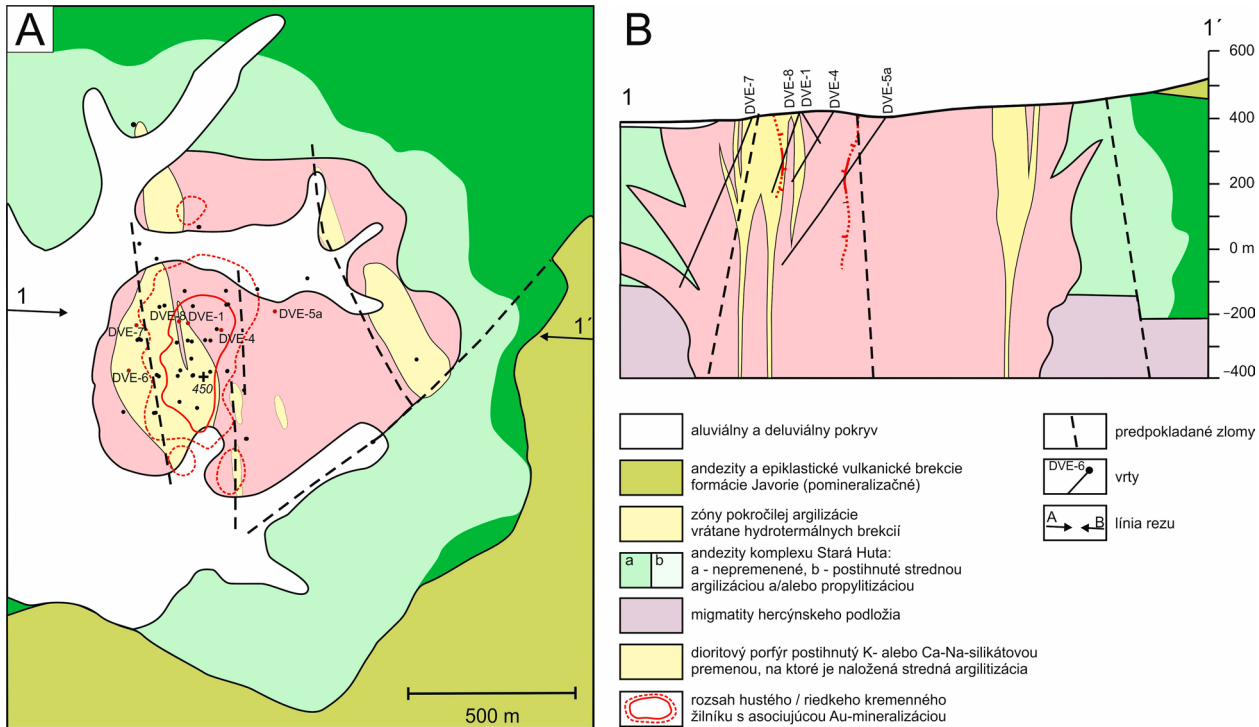 A
1
1´
DVE-8
DVE-1
DVE-5a
DVE-7
DVE-4
DVE-6
450
500 m
B
1
1´
DVE-7
DVE-8
DVE-1
DVE-4
DVE-5a
600
400
200
0 m
−200
−400
aluviálny a deluviálny pokryv
andezity a epiklastické vulkanické brekcie
formácie Javorie (pomineralizačné)
zóny pokročilej argilizácie
vrátane hydrotermálnych brekcií
a
b
andezity komplexu Stará Huta:
a - nepremenené, b - postihnuté strednou
argilizáciou a/alebo propylitizáciou
migmatity hercýnskeho podložia
dioritový porfýr postihnutý K- alebo Ca-Na-silikátovou
premenou, na ktoré je naložená stredná argilitizácia
rozsah hustého / riedkeho kremenného
žilníku s asociujúcou Au-mineralizáciou
predpokladané zlomy
DVE-6
vrty
A
B
línia rezu